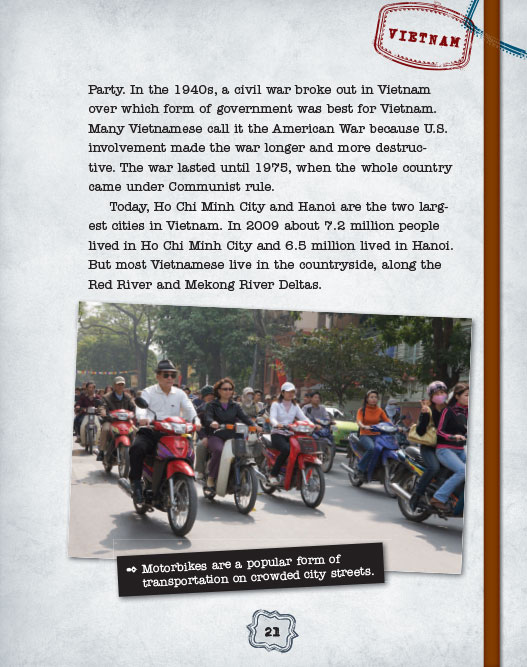 VIETNAM
Party. In the 1940s, a civil war broke out in Vietnam
over which form of government was best for Vietnam.
Many Vietnamese call it the American War because U.S.
involvement made the war longer and more destruc-
tive. The war lasted until 1975, when the whole country
came under Communist rule.
Today, Ho Chi Minh City and Hanoi are the two larg-
est cities in Vietnam. In 2009 about 7.2 million people
lived in Ho Chi Minh City and 6.5 million lived in Hanoi.
But most Vietnamese live in the countryside, along the
Red River and Mekong River Deltas.
Motorbikes are a popular form of
transportation on crowded city streets.
21